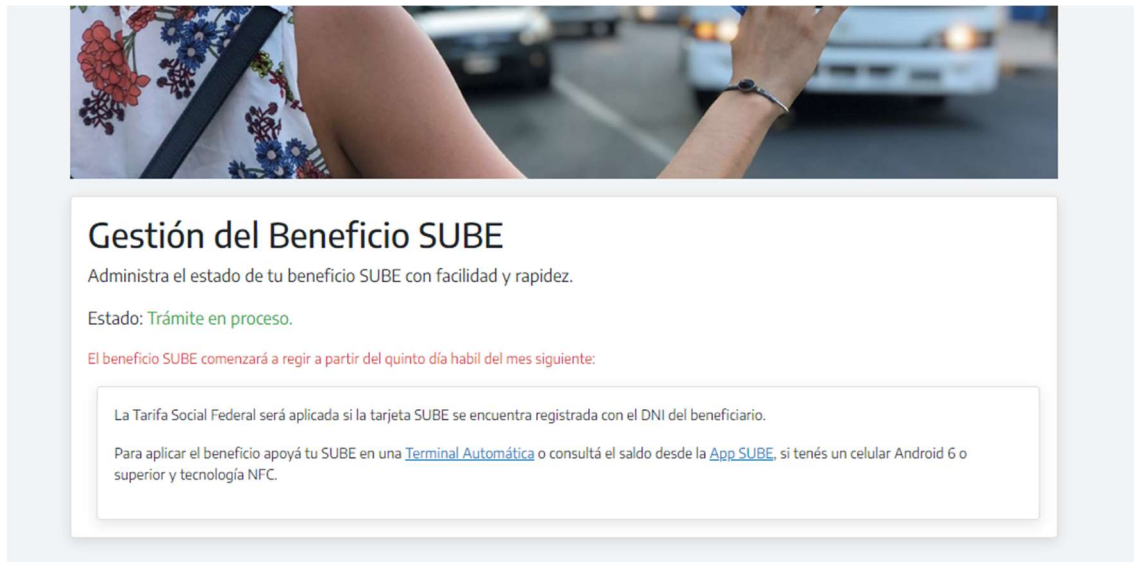 Gestión del Beneficio SUBE
Administra el estado de tu beneficio SUBE con facilidad y rapidez.
Estado: Trámite en proceso.
El beneficio SUBE comenzará a regir a partir del quinto día habil del mes siguiente:
La Tarifa Social Federal será aplicada si la tarjeta SUBE se encuentra registrada con el DNI del beneficiario.
Para aplicar el beneficio apoyá tu SUBE en una Terminal Automática o consultá el saldo desde la App SUBE, si tenés un celular Android 6 o
superior y tecnología NFC.